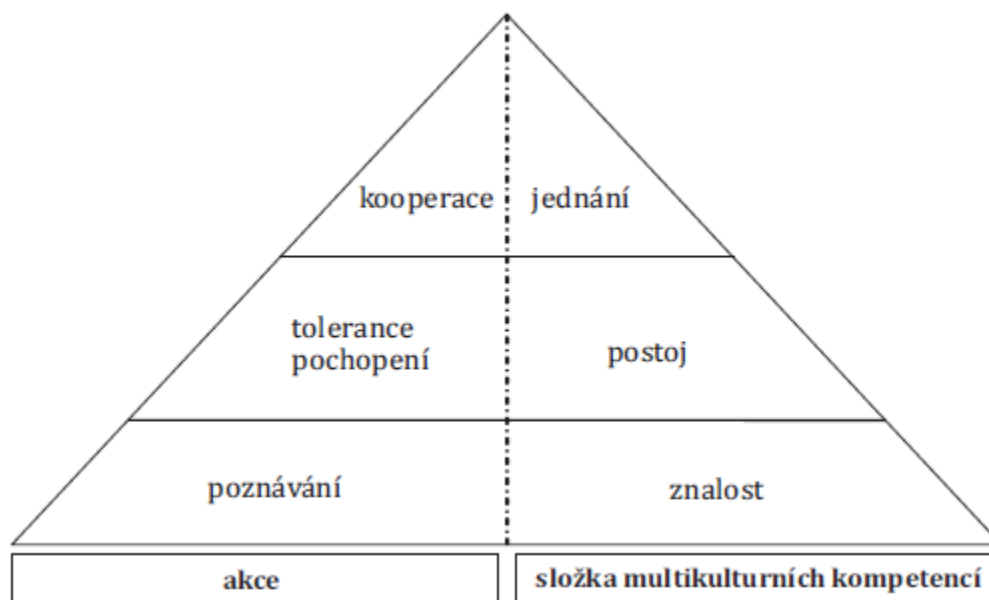 kooperace jednání
tolerance
pochopení
postoj
poznávání
znalost
akce
složka multikulturních kompetencí